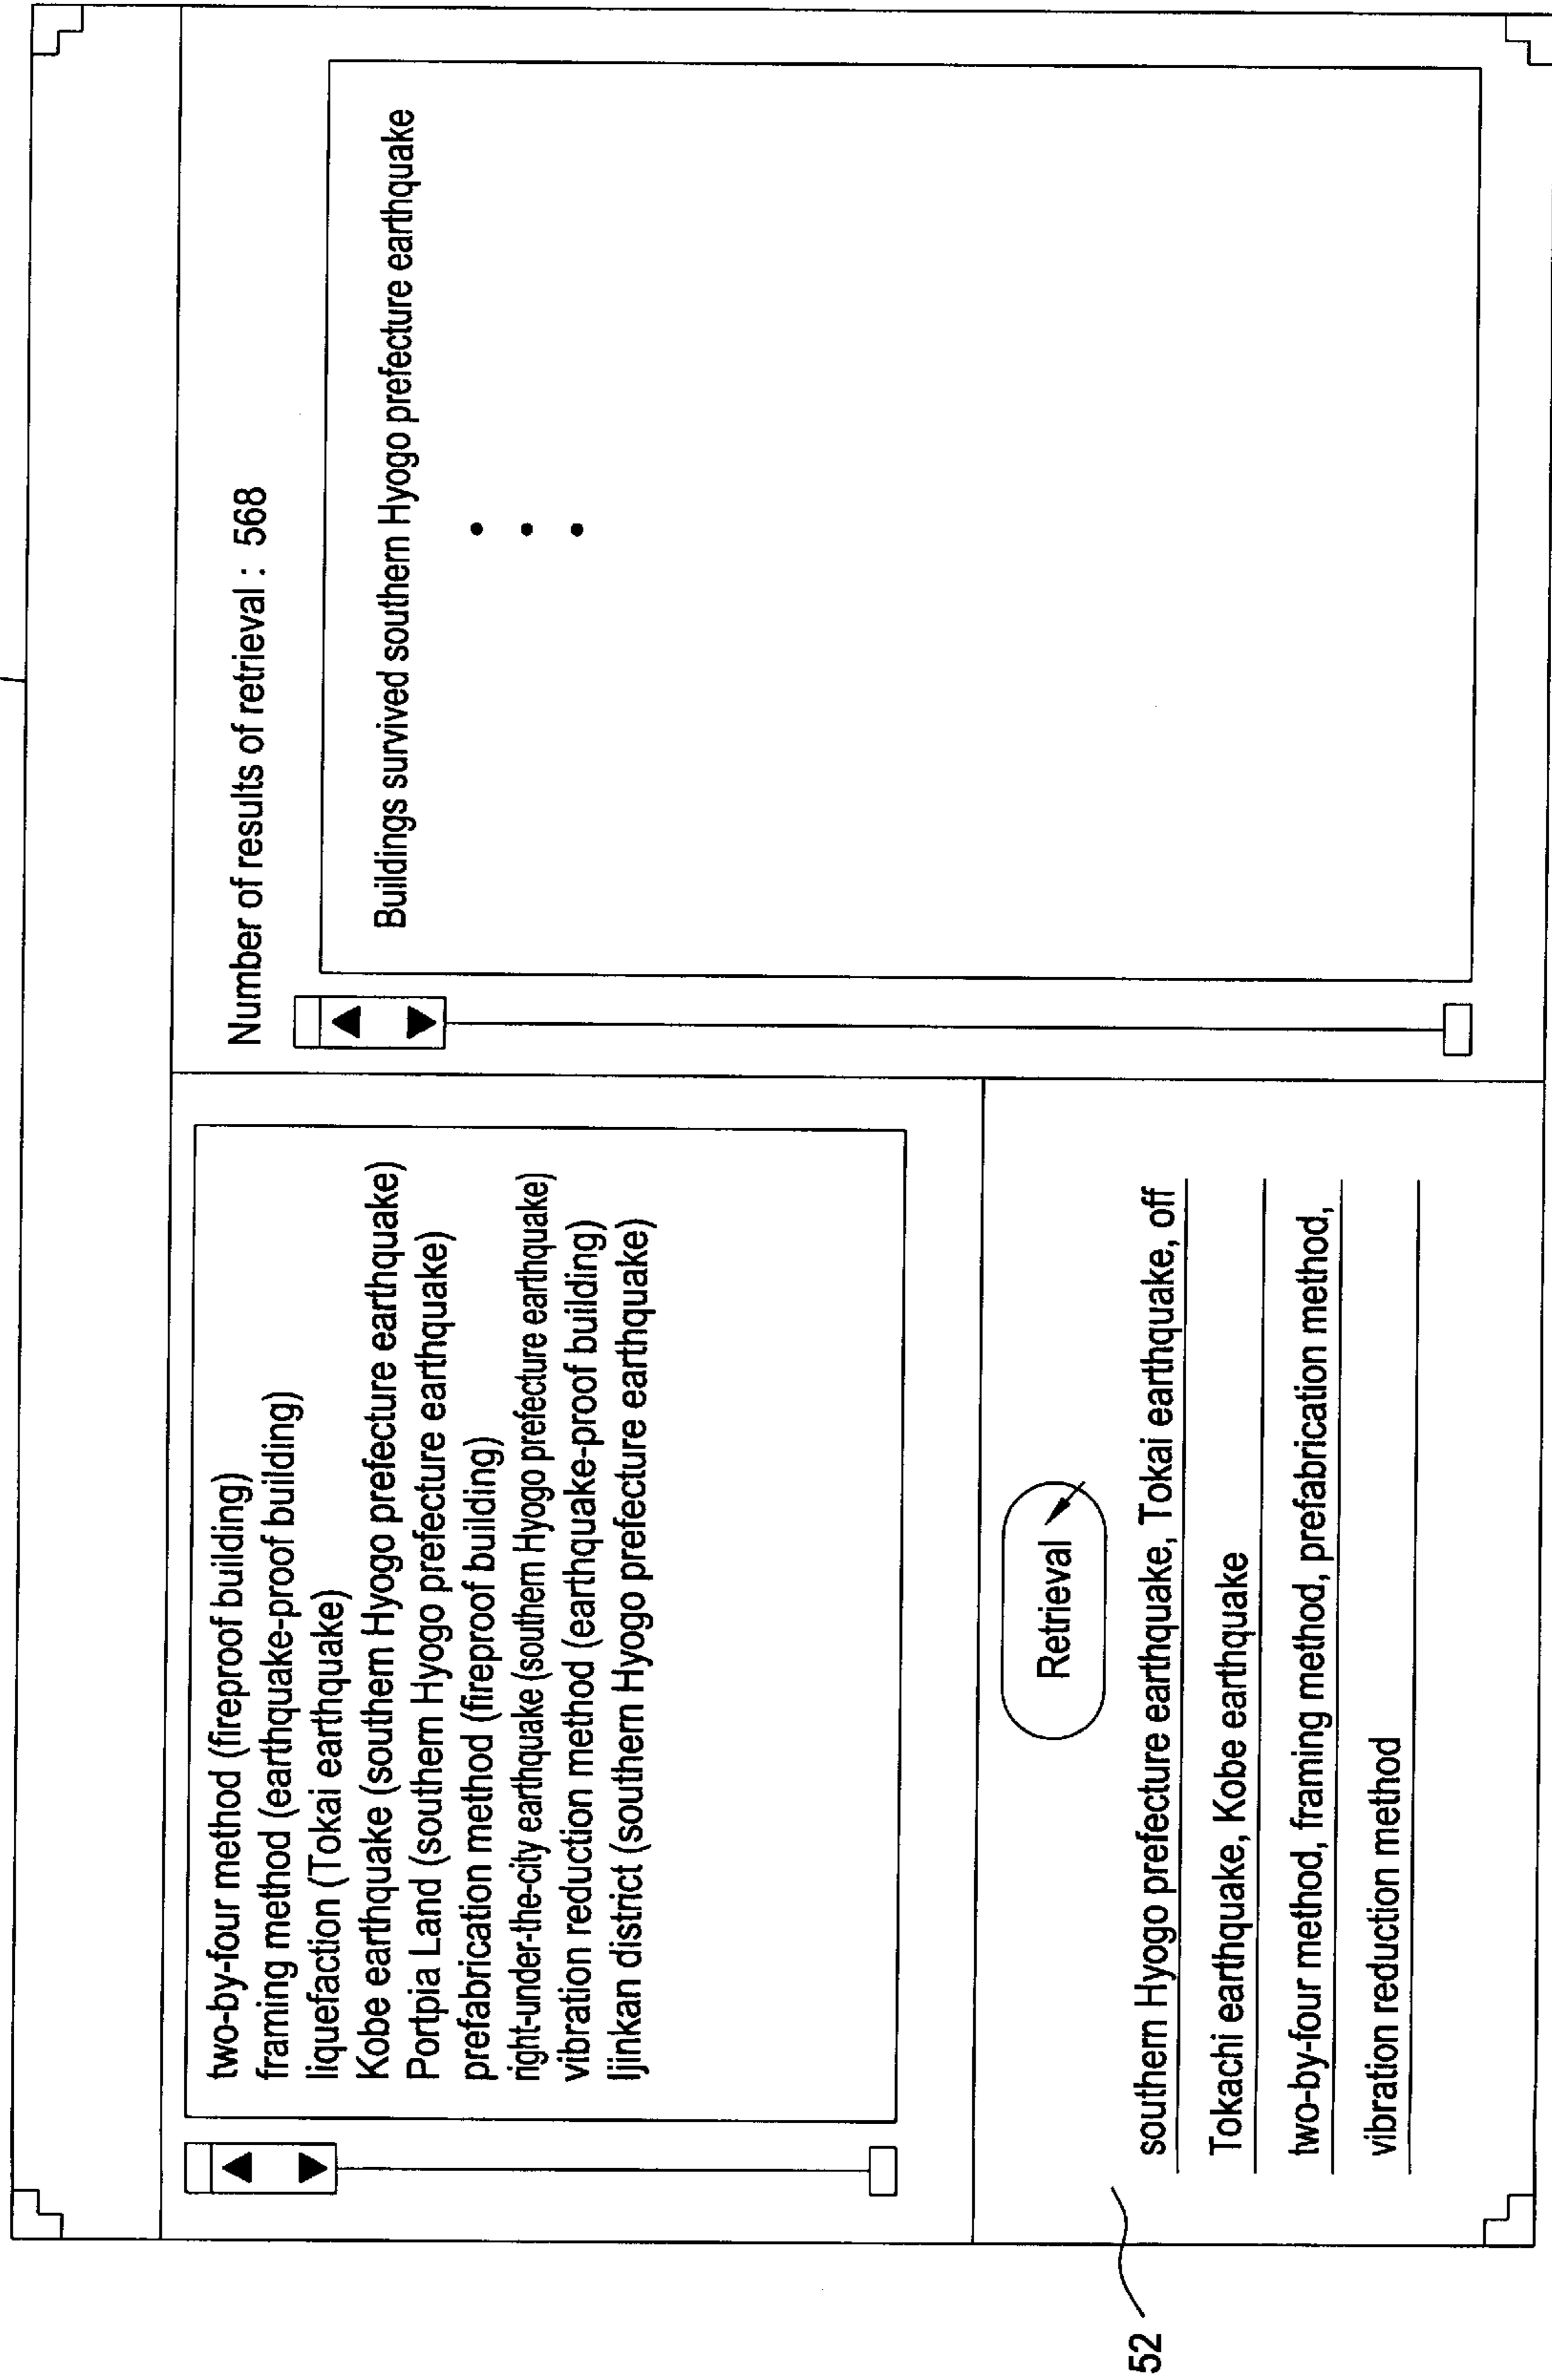 two-by-four method (fireproof building)
framing method (earthquake-proof building)
liquefaction (Tokai earthquake)
Kobe earthquake (southern Hyogo prefecture earthquake)
Portpia Land (southern Hyogo prefecture earthquake)
prefabrication method (fireproof building)
right-under-the-city earthquake (southern Hyogo prefecture earthquake)
vibration reduction method (earthquake-proof building)
Ijinkan district (southern Hyogo prefecture earthquake)
Retrieval
southern Hyogo prefecture earthquake, Tokai earthquake, off
Tokachi earthquake, Kobe earthquake
two-by-four method, framing method, prefabrication method,
vibration reduction method
52
Number of results of retrieval : 568
Buildings survived southern Hyogo prefecture earthquake